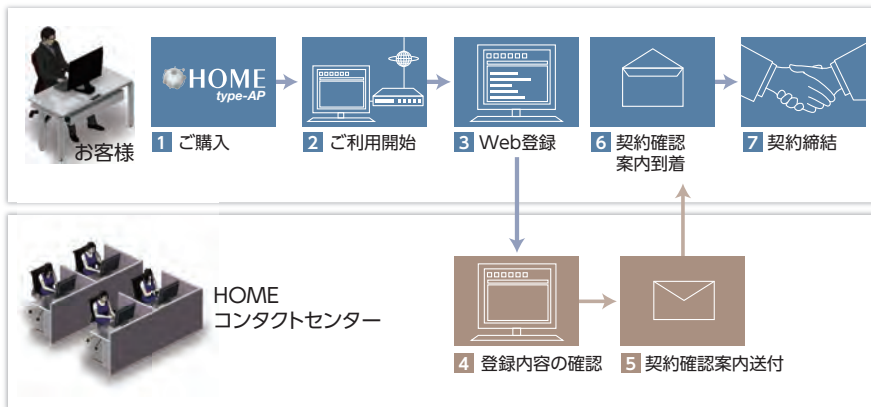 HOME
type-AP
お客様
1 ご購入
2 ご利用開始
3 Web登録
6 契約確認
案内到着
7 契約締結
HOME
コンタクトセンター
4 登録内容の確認
5 契約確認案内送付